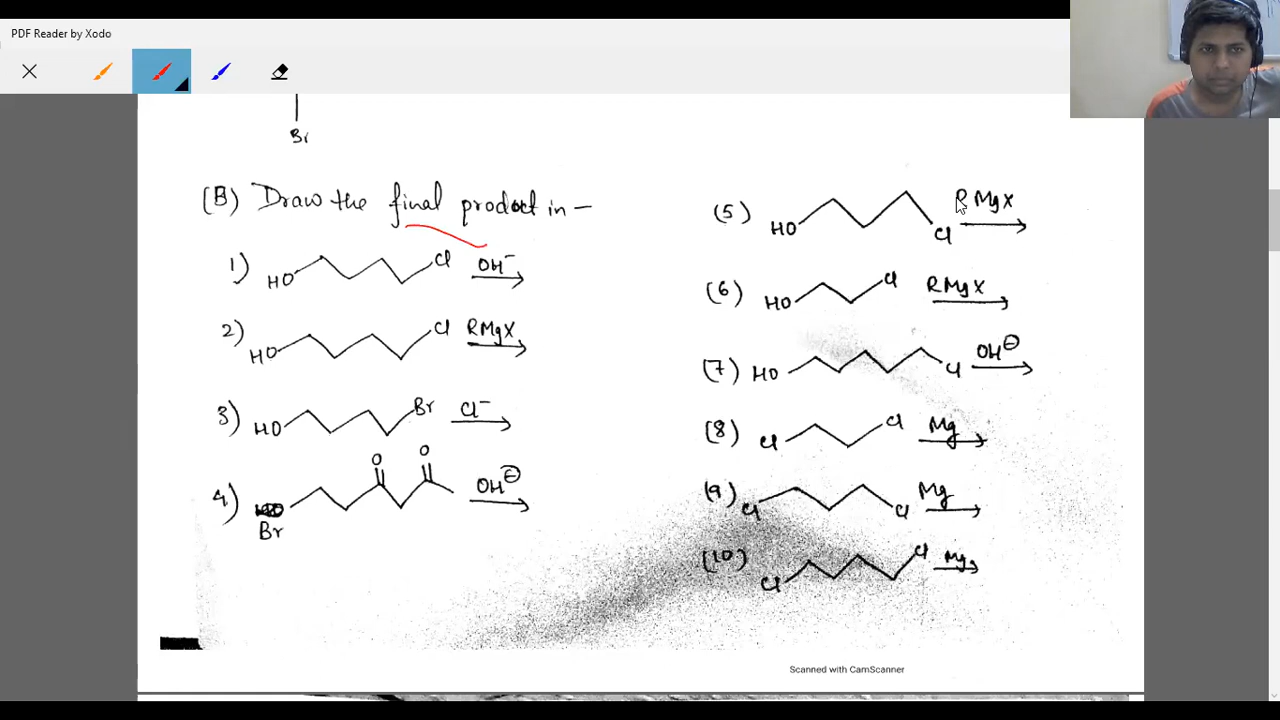 PDF Reader by Xodo
Br
(B) Draw the final product in –
1) HO Cl OH⁻
2) HO Cl RMgX
3) HO Br Cl⁻
4) Br O O OH⊖
(5) HO Cl RMgX
(6) HO Cl RMgX
(7) HO Cl OH⊖
(8) Cl Cl Mg
(9) Cl Cl Mg
(10) Cl Cl Mg
Scanned with CamScanner